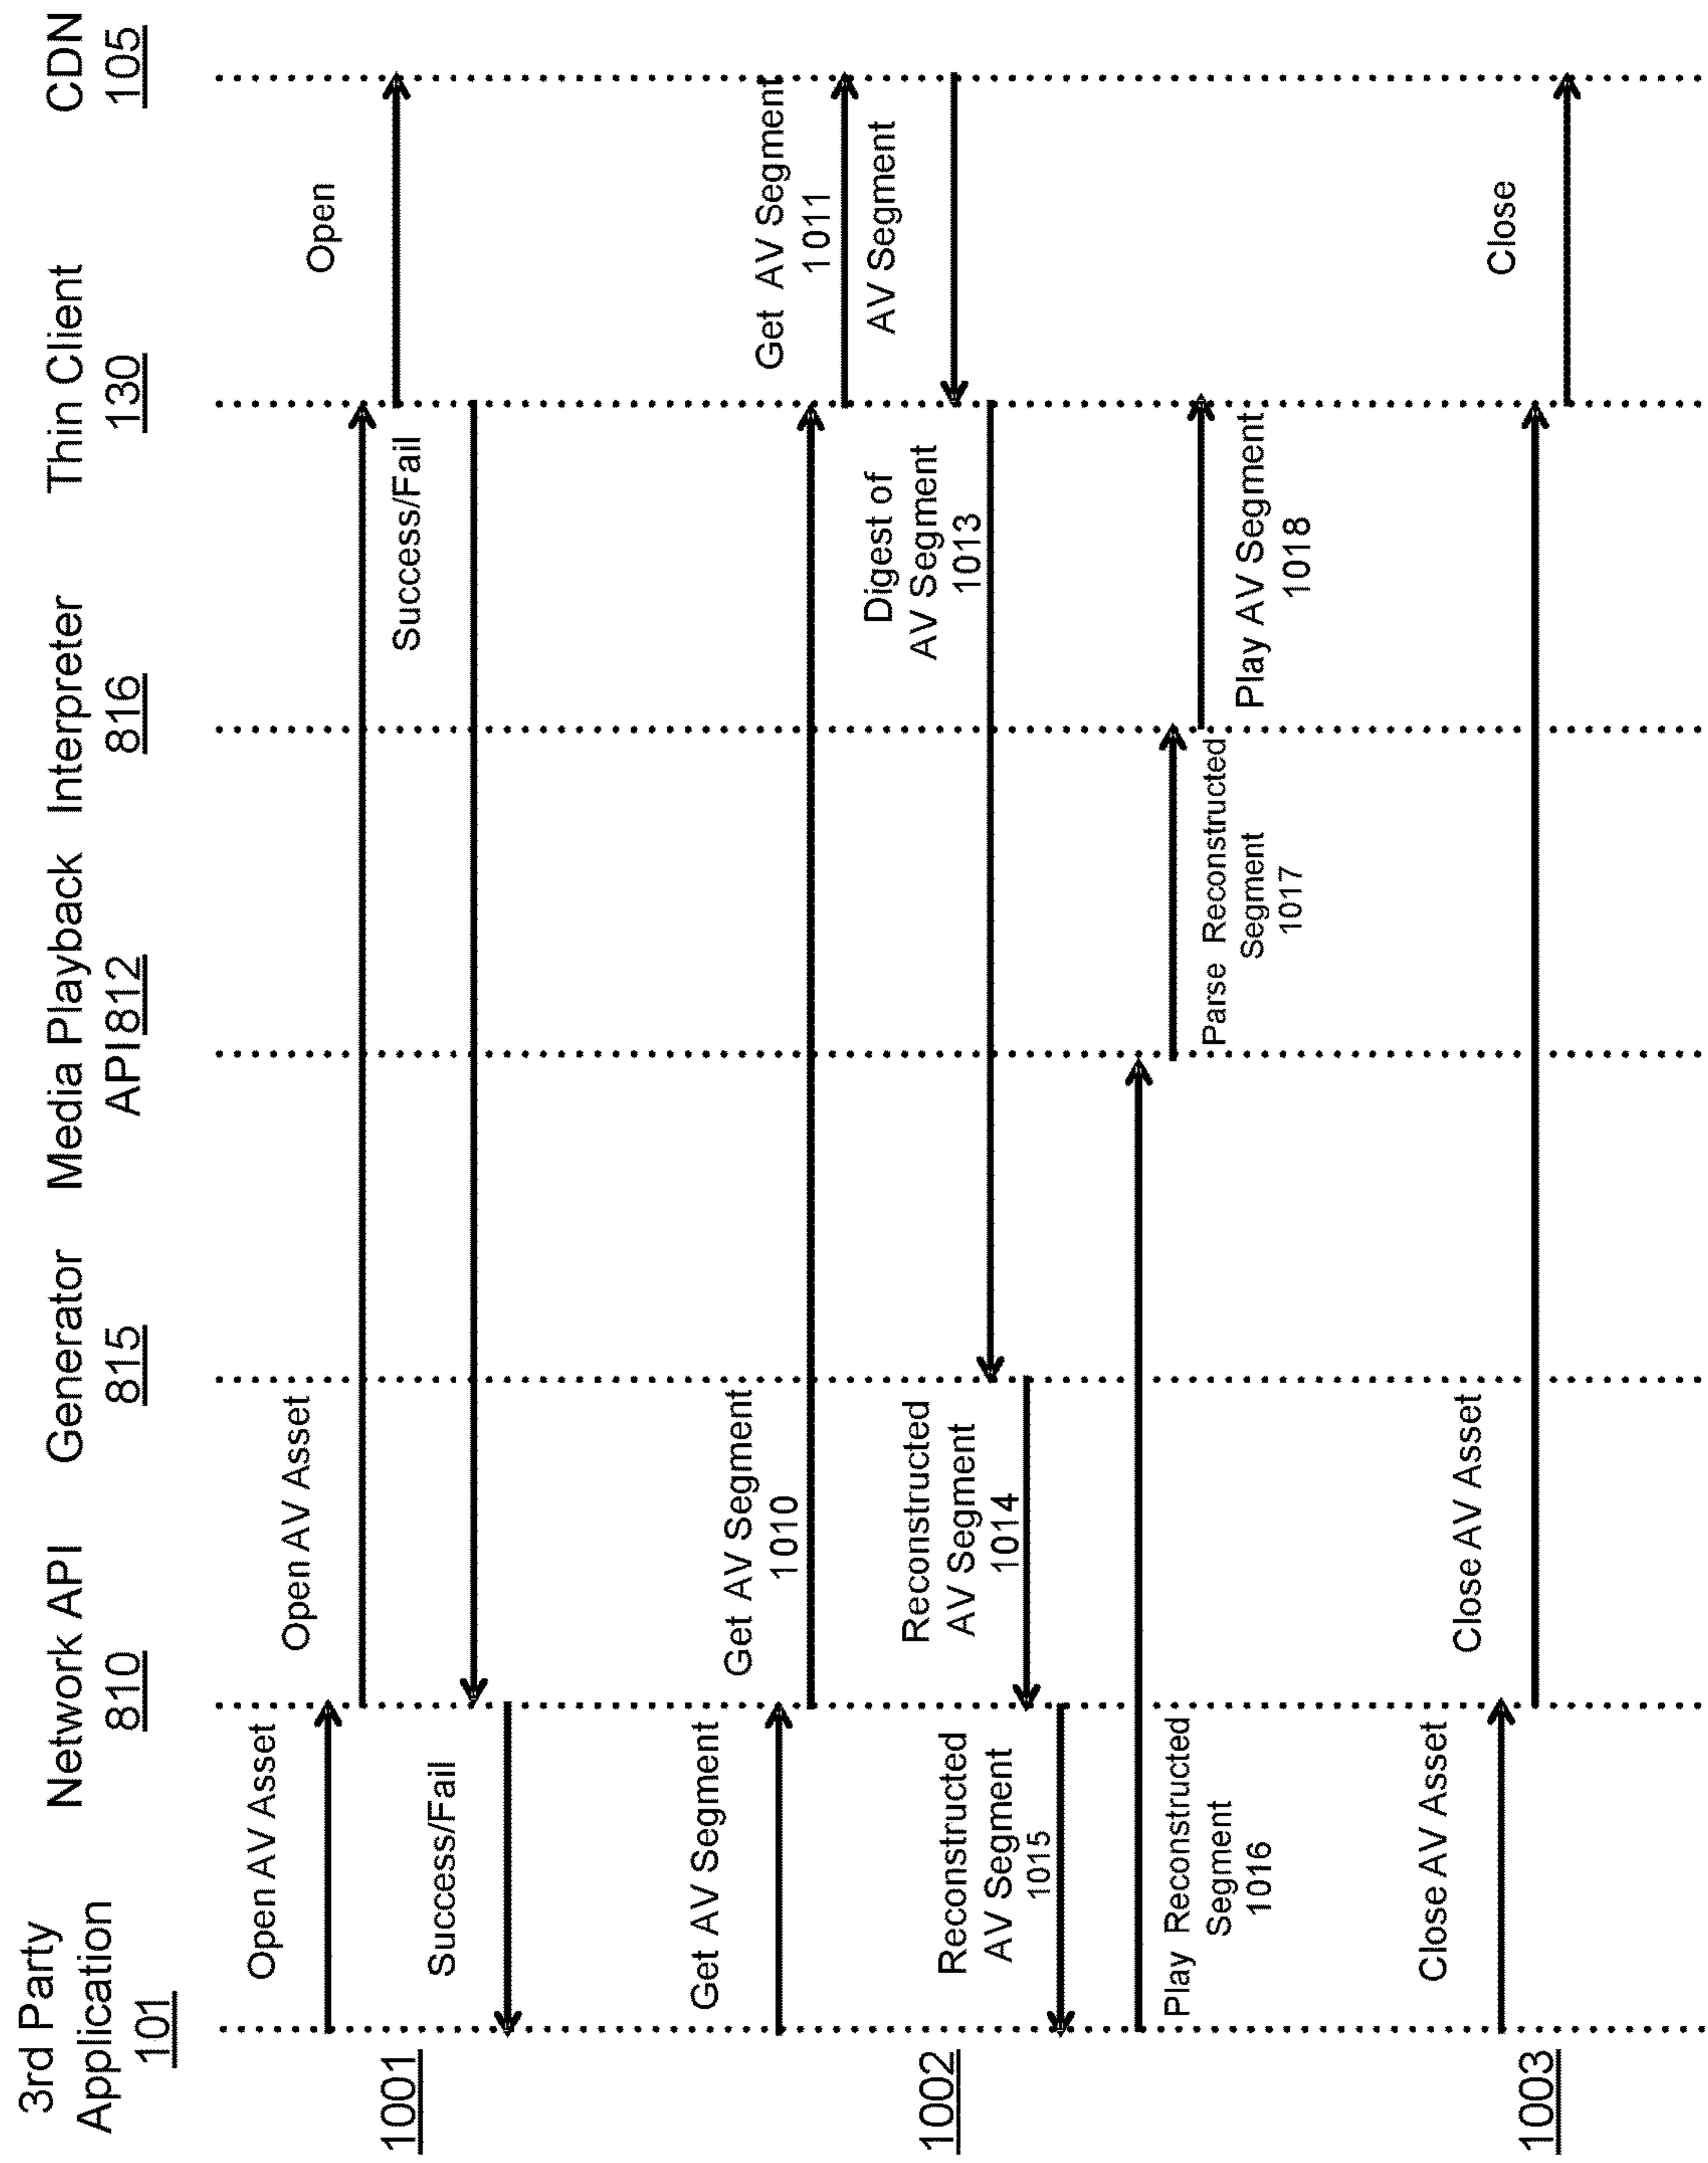 3rd Party
Application
101
Network API
810
Generator
815
Media Playback
API 812
Interpreter
816
Thin Client
130
CDN
105
1001
Open AV Asset
Open AV Asset
Open
Success/Fail
Success/Fail
1002
Get AV Segment
Get AV Segment
1010
Get AV Segment
1011
AV Segment
Digest of
AV Segment
1013
Reconstructed
AV Segment
1014
Reconstructed
AV Segment
1015
Play Reconstructed
Segment
1016
Parse Reconstructed
Segment
1017
Play AV Segment
1018
1003
Close AV Asset
Close AV Asset
Close